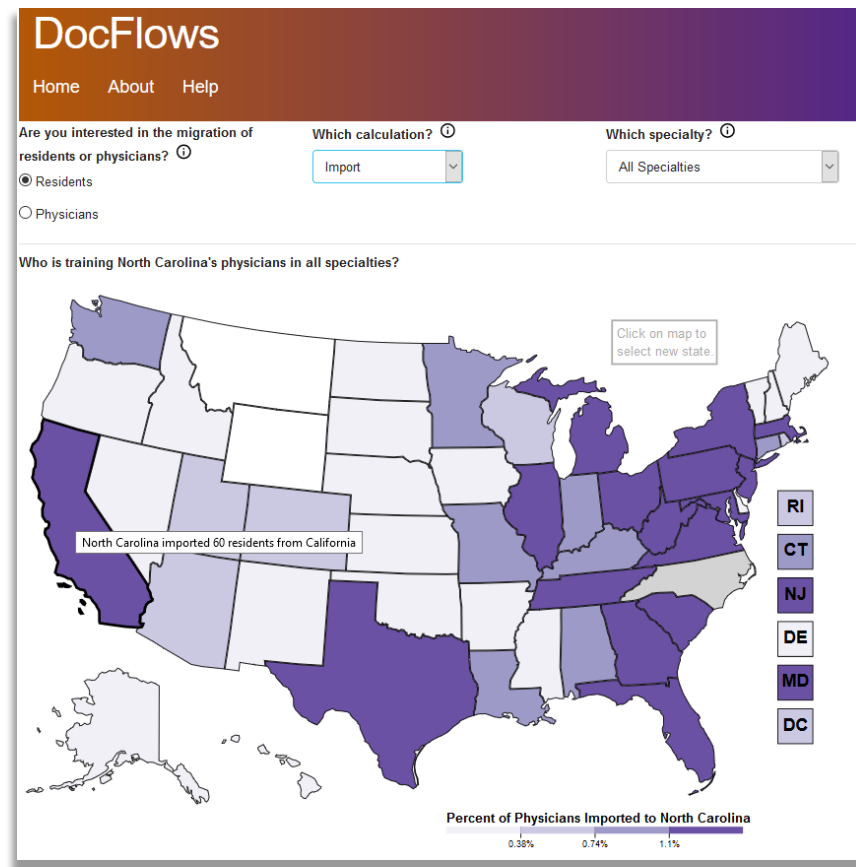 DocFlows
Home About Help
Are you interested in the migration of
residents or physicians?
Residents
Physicians
Which calculation?
Import
Which specialty?
All Specialties
Who is training North Carolina's physicians in all specialties?
Click on map to
select new state.
North Carolina imported 60 residents from California
RI
CT
NJ
DE
MD
DC
Percent of Physicians Imported to North Carolina
0.38% 0.74% 1.1%